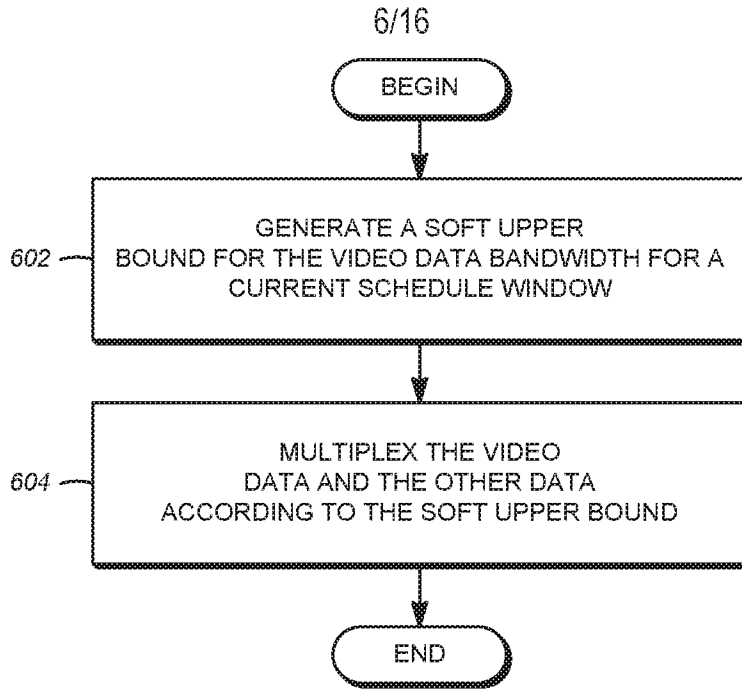 6/16
BEGIN
602
GENERATE A SOFT UPPER
BOUND FOR THE VIDEO DATA BANDWIDTH FOR A
CURRENT SCHEDULE WINDOW
604
MULTIPLEX THE VIDEO
DATA AND THE OTHER DATA
ACCORDING TO THE SOFT UPPER BOUND
END